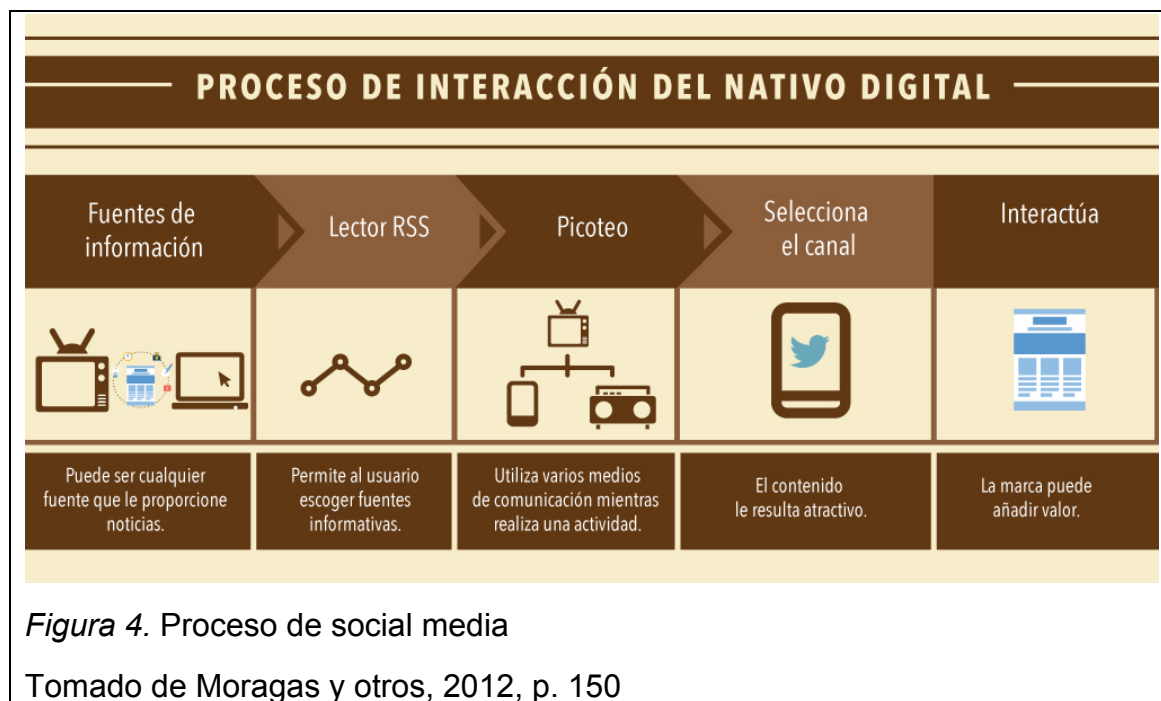 PROCESO DE INTERACCIÓN DEL NATIVO DIGITAL
Fuentes de
información
Lector RSS
Picoteo
Selecciona
el canal
Interactúa
Puede ser cualquier
fuente que le proporcione
noticias.
Permite al usuario
escoger fuentes
informativas.
Utiliza varios medios
de comunicación mientras
realiza una actividad.
El contenido
le resulta atractivo.
La marca puede
añadir valor.
Figura 4. Proceso de social media
Tomado de Moragas y otros, 2012, p. 150